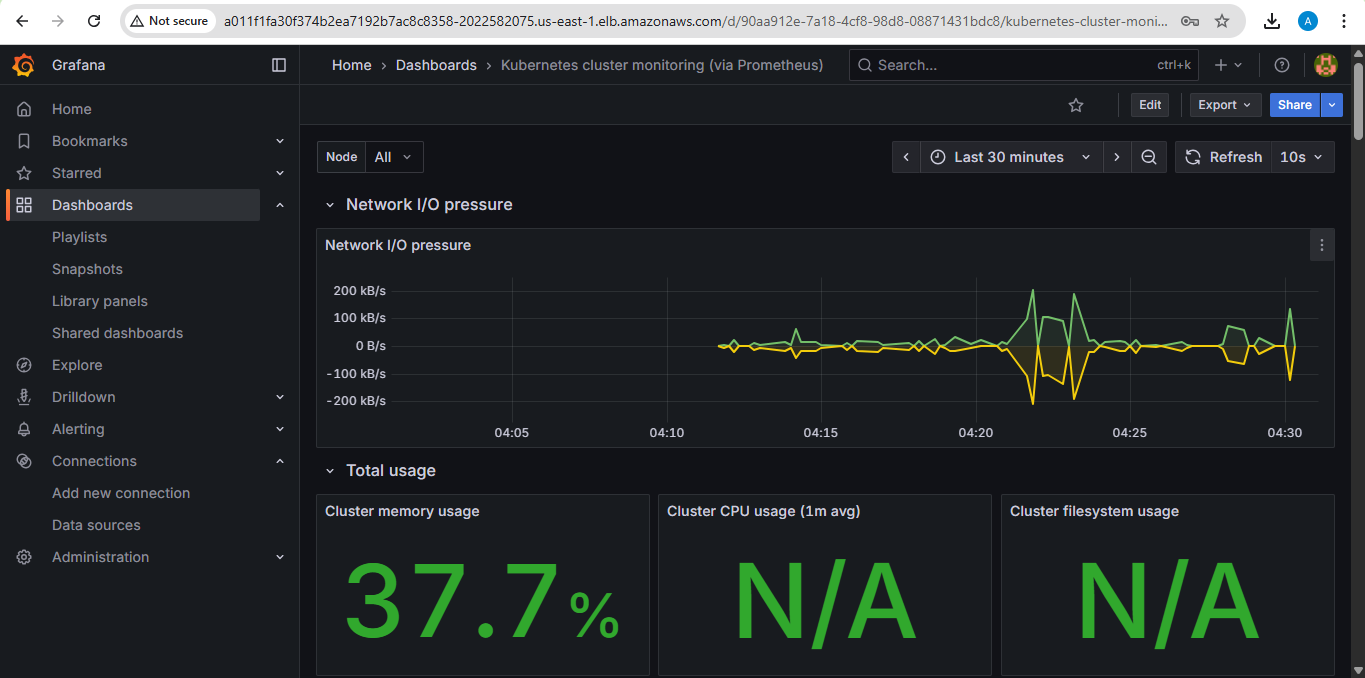 Not secure
a011f1fa30f374b2ea7192b7ac8c8358-2022582075.us-east-1.elb.amazonaws.com/d/90aa912e-7a18-4cf8-98d8-08871431bdc8/kubernetes-cluster-moni...
A
Grafana
Home › Dashboards › Kubernetes cluster monitoring (via Prometheus)
Search...
ctrl+k
Home
Bookmarks
Starred
Dashboards
Playlists
Snapshots
Library panels
Shared dashboards
Explore
Drilldown
Alerting
Connections
Add new connection
Data sources
Administration
Edit
Export
Share
Node
All
Last 30 minutes
Refresh
10s
Network I/O pressure
Network I/O pressure
200 kB/s
100 kB/s
0 B/s
-100 kB/s
-200 kB/s
04:05 04:10 04:15 04:20 04:25 04:30
Total usage
Cluster memory usage
37.7%
Cluster CPU usage (1m avg)
N/A
Cluster filesystem usage
N/A